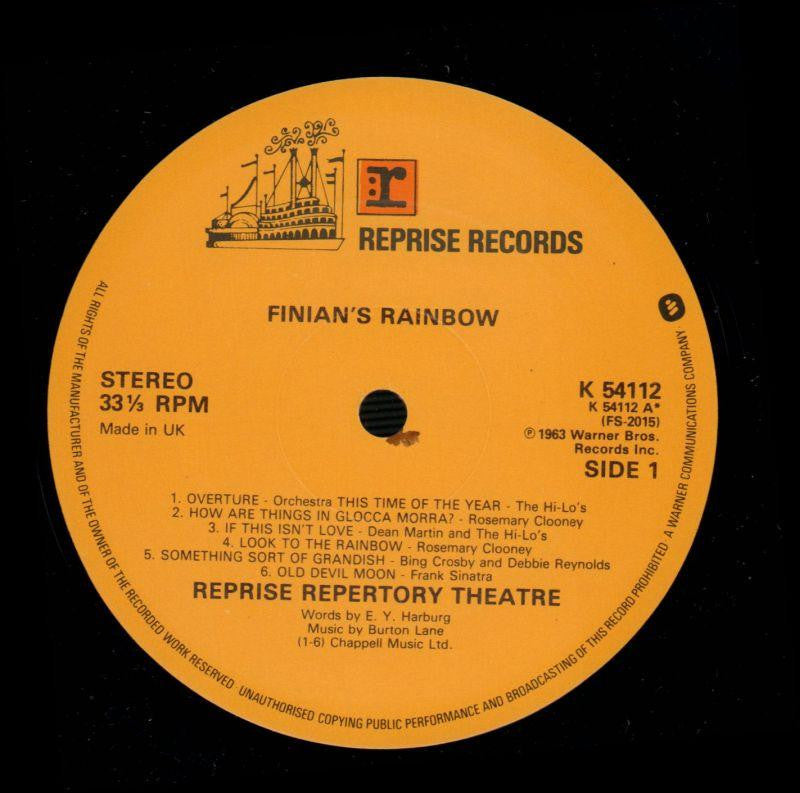 r
REPRISE RECORDS
FINIAN'S RAINBOW
STEREO
33⅓ RPM
Made in UK
K 54112
K 54112 A*
(FS-2015)
℗ 1963 Warner Bros.
Records Inc.
SIDE 1
1. OVERTURE - Orchestra THIS TIME OF THE YEAR - The Hi-Lo's
2. HOW ARE THINGS IN GLOCCA MORRA? - Rosemary Clooney
3. IF THIS ISN'T LOVE - Dean Martin and The Hi-Lo's
4. LOOK TO THE RAINBOW - Rosemary Clooney
5. SOMETHING SORT OF GRANDISH - Bing Crosby and Debbie Reynolds
6. OLD DEVIL MOON - Frank Sinatra
REPRISE REPERTORY THEATRE
Words by E. Y. Harburg
Music by Burton Lane
(1-6) Chappell Music Ltd.
ALL RIGHTS OF THE MANUFACTURER AND OF THE OWNER OF THE RECORDED WORK RESERVED · UNAUTHORISED COPYING PUBLIC PERFORMANCE AND BROADCASTING OF THIS RECORD PROHIBITED · A WARNER COMMUNICATIONS COMPANY ·